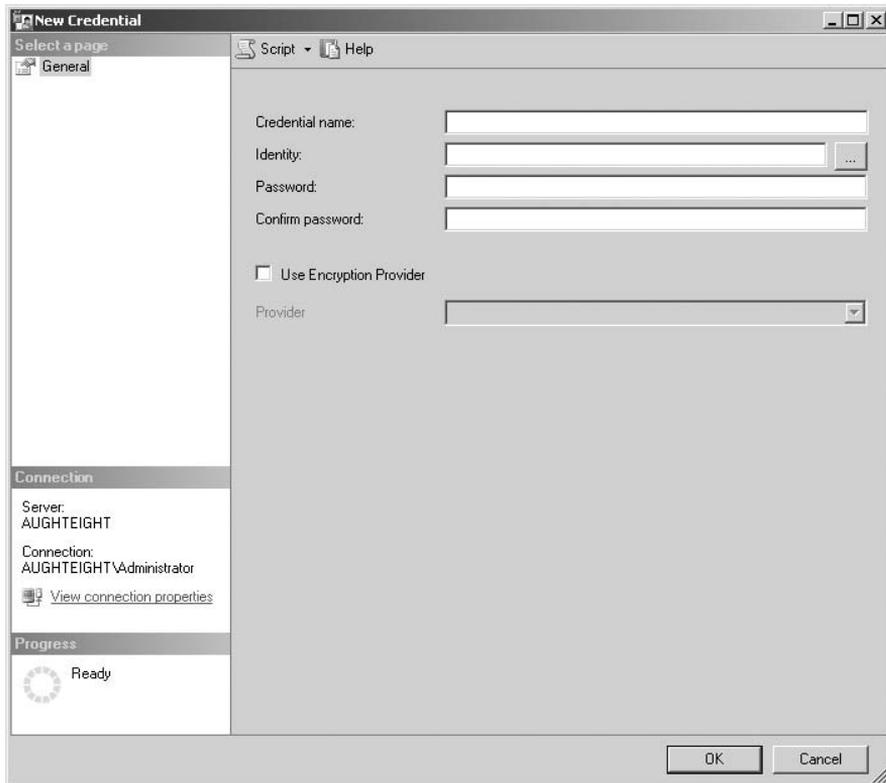 New Credential
Select a page
General
Script
Help
Credential name:
Identity:
...
Password:
Confirm password:
Use Encryption Provider
Provider
Connection
Server:
AUGHTEIGHT
Connection:
AUGHTEIGHT\Administrator
View connection properties
Progress
Ready
OK
Cancel